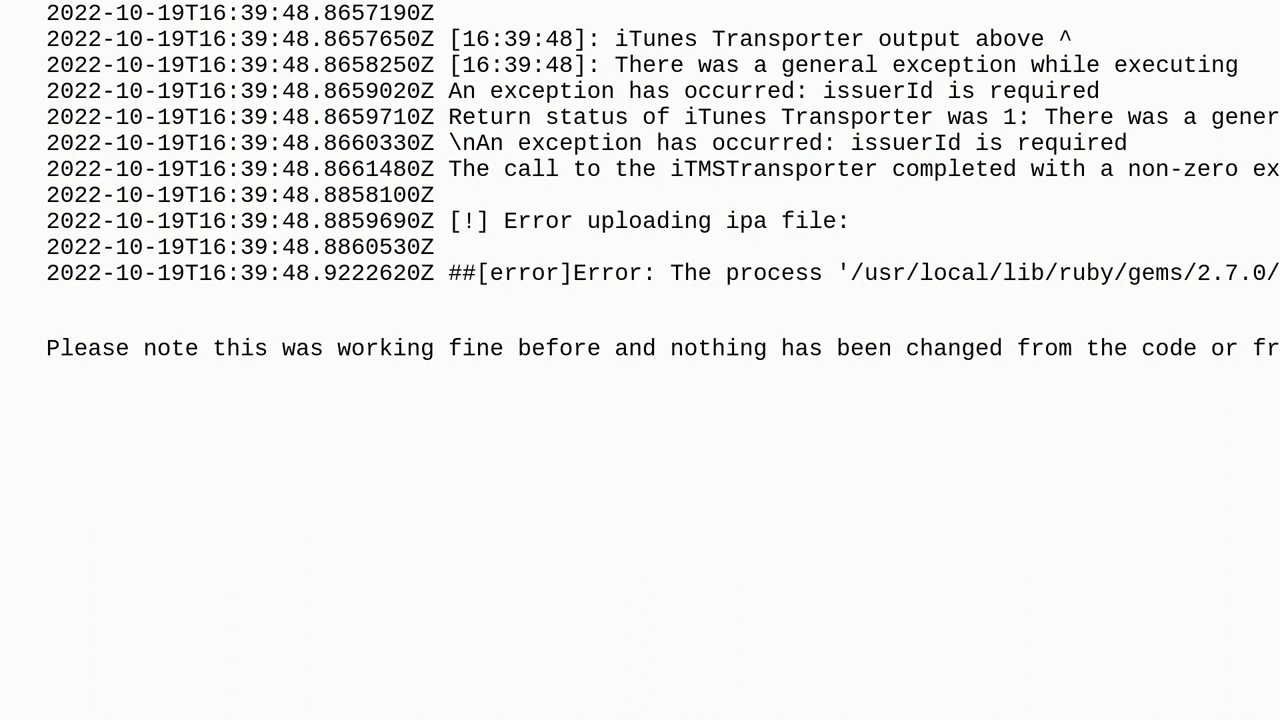 2022-10-19T16:39:48.8657190Z
2022-10-19T16:39:48.8657650Z [16:39:48]: iTunes Transporter output above ^
2022-10-19T16:39:48.8658250Z [16:39:48]: There was a general exception while executing
2022-10-19T16:39:48.8659020Z An exception has occurred: issuerId is required
2022-10-19T16:39:48.8659710Z Return status of iTunes Transporter was 1: There was a gener
2022-10-19T16:39:48.8660330Z \nAn exception has occurred: issuerId is required
2022-10-19T16:39:48.8661480Z The call to the iTMSTransporter completed with a non-zero ex
2022-10-19T16:39:48.8858100Z
2022-10-19T16:39:48.8859690Z [!] Error uploading ipa file:
2022-10-19T16:39:48.8860530Z
2022-10-19T16:39:48.9222620Z ##[error]Error: The process '/usr/local/lib/ruby/gems/2.7.0/
Please note this was working fine before and nothing has been changed from the code or fr